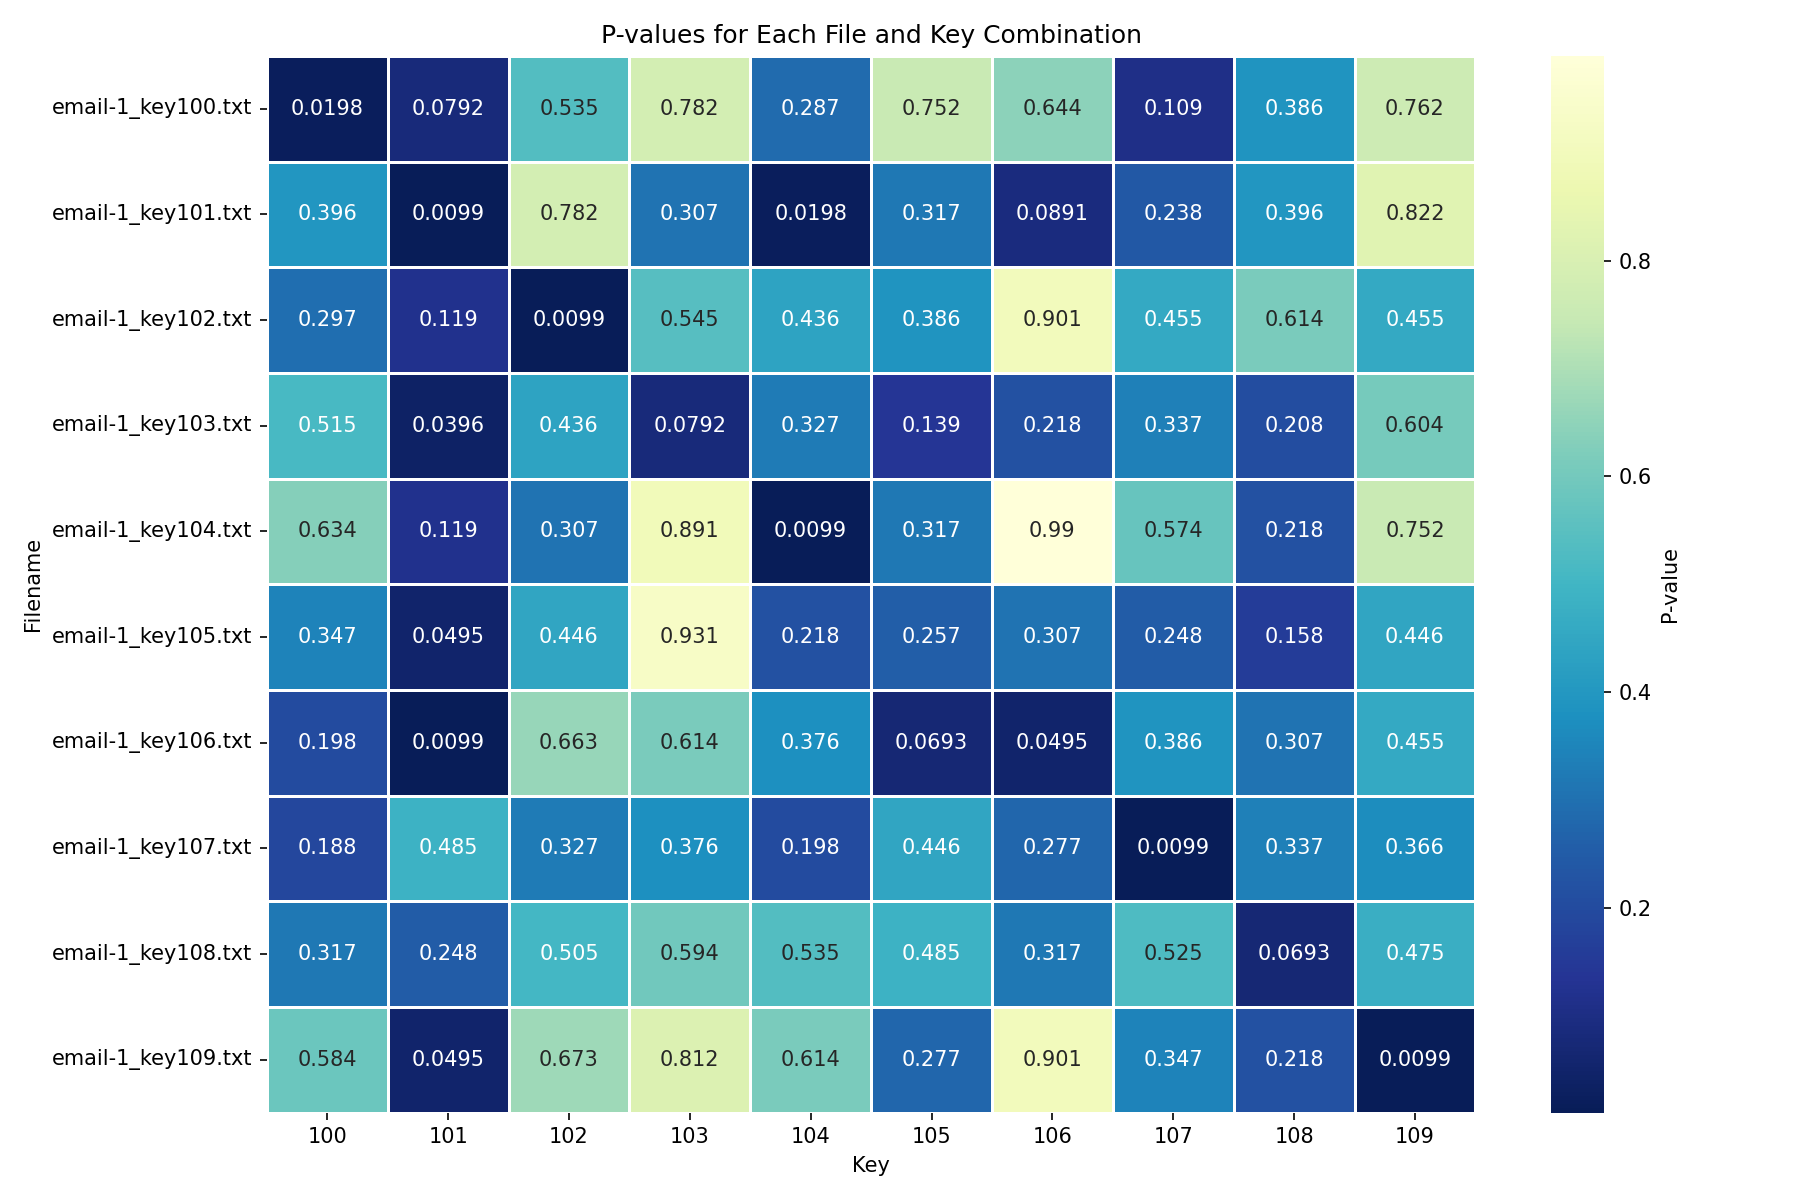 P-values for Each File and Key Combination
email-1_key100.txt 0.0198 0.0792 0.535 0.782 0.287 0.752 0.644 0.109 0.386 0.762
email-1_key101.txt 0.396 0.0099 0.782 0.307 0.0198 0.317 0.0891 0.238 0.396 0.822
email-1_key102.txt 0.297 0.119 0.0099 0.545 0.436 0.386 0.901 0.455 0.614 0.455
email-1_key103.txt 0.515 0.0396 0.436 0.0792 0.327 0.139 0.218 0.337 0.208 0.604
email-1_key104.txt 0.634 0.119 0.307 0.891 0.0099 0.317 0.99 0.574 0.218 0.752
email-1_key105.txt 0.347 0.0495 0.446 0.931 0.218 0.257 0.307 0.248 0.158 0.446
email-1_key106.txt 0.198 0.0099 0.663 0.614 0.376 0.0693 0.0495 0.386 0.307 0.455
email-1_key107.txt 0.188 0.485 0.327 0.376 0.198 0.446 0.277 0.0099 0.337 0.366
email-1_key108.txt 0.317 0.248 0.505 0.594 0.535 0.485 0.317 0.525 0.0693 0.475
email-1_key109.txt 0.584 0.0495 0.673 0.812 0.614 0.277 0.901 0.347 0.218 0.0099
100 101 102 103 104 105 106 107 108 109
Key
Filename
0.8
0.6
0.4
0.2
P-value